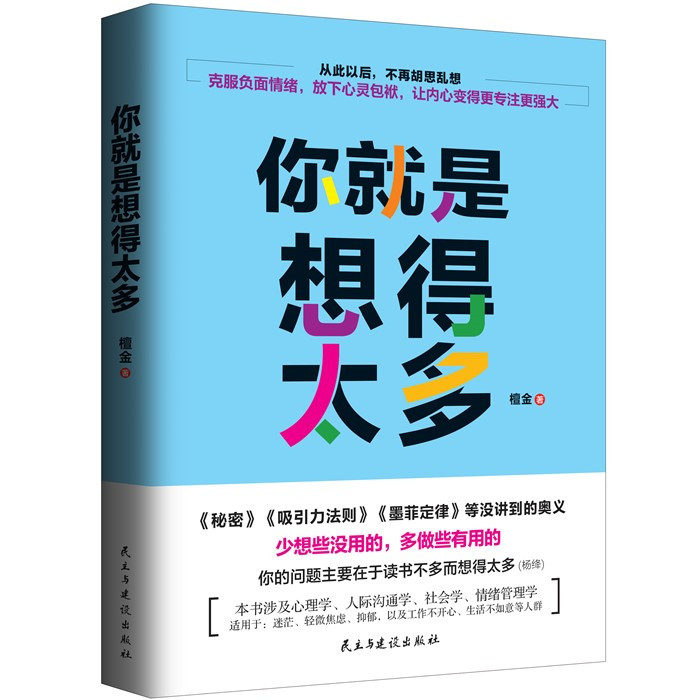 从此以后，不再胡思乱想
克服负面情绪，放下心灵包袱，让内心变得更专注更强大
你就是
想得
太多
檀金 著
《秘密》《吸引力法则》《墨菲定律》等没讲到的奥义
少想些没用的，多做些有用的
你的问题主要在于读书不多而想得太多（杨绛）
本书涉及心理学、人际沟通学、社会学、情绪管理学
适用于：迷茫、轻微焦虑、抑郁，以及工作不开心、生活不如意等人群
民主与建设出版社
你就是想得太多
檀金 著
民主与建设出版社